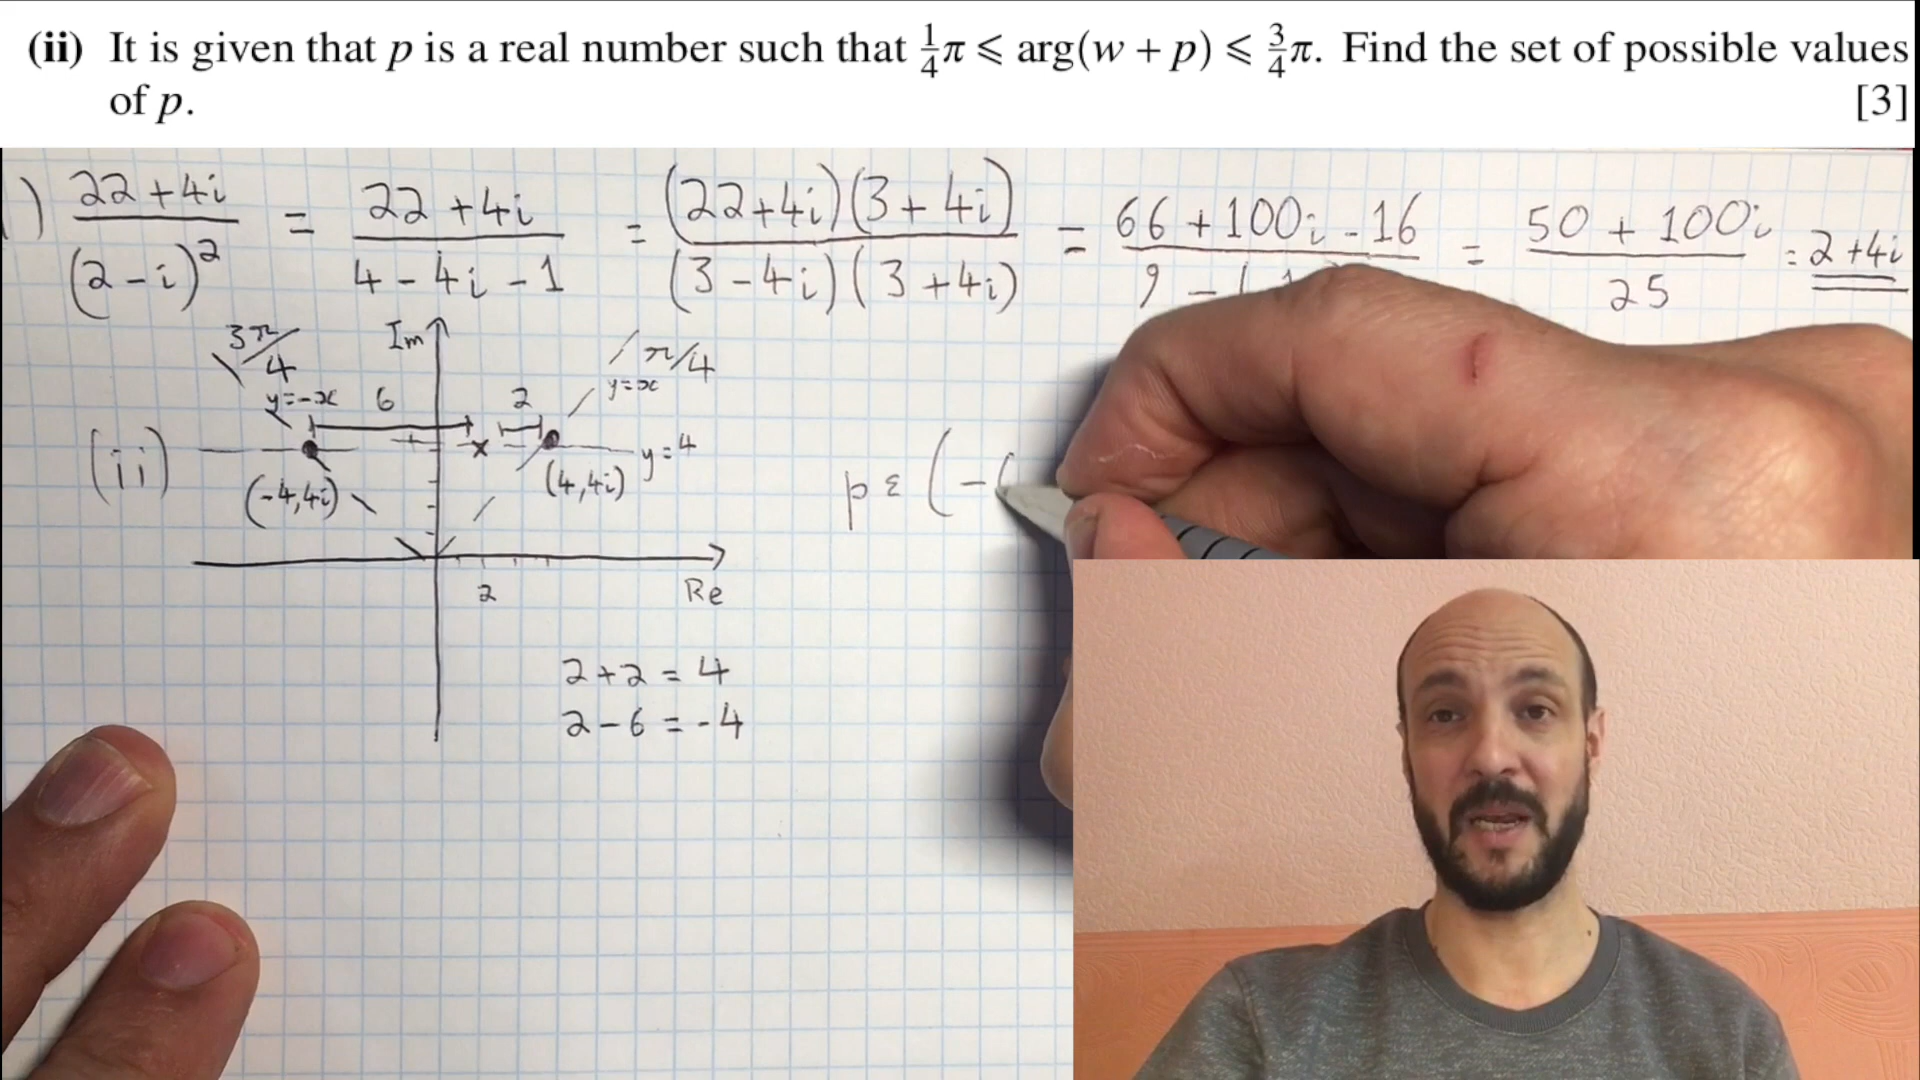 (ii) It is given that p is a real number such that ¼π ⩽ arg(w + p) ⩽ ¾π. Find the set of possible values
of p. [3]
) (22 + 4i)/(2 - i)² = (22 + 4i)/(4 - 4i - 1) = (22+4i)(3 + 4i)/(3 - 4i)(3 + 4i) = (66 + 100i - 16)/ 9 - ( = (50 + 100i)/25 = 2 + 4i
3π/4 Im π/4
y=-x 6 2 y=x
(ii) y=4
(-4,4i) x (4,4i) p ε (-6
2 Re
2+2 = 4
2-6 = -4